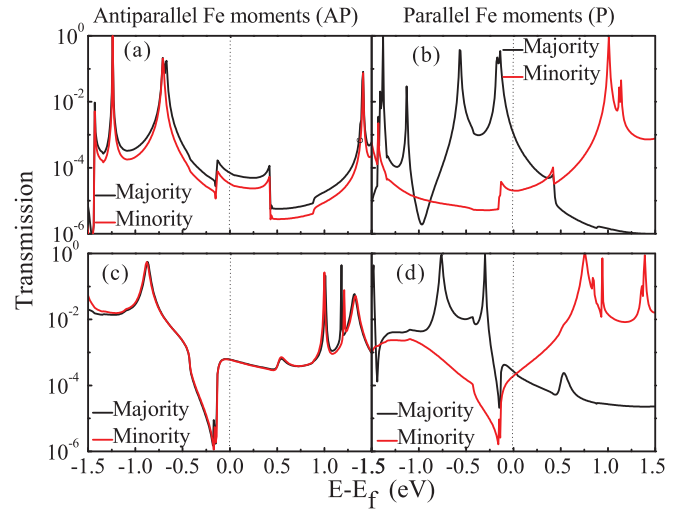 Antiparallel Fe moments (AP) Parallel Fe moments (P)
10^0 (a) (b) Majority
Minority
10^-2
10^-4
Majority
Minority
10^-6
Transmission
10^0 (c) (d)
10^-2
10^-4
Majority Majority
Minority Minority
10^-6
-1.5 -1.0 -0.5 0.0 0.5 1.0 -1.5 -1.0 -0.5 0.0 0.5 1.0 1.5
E-E_f (eV)